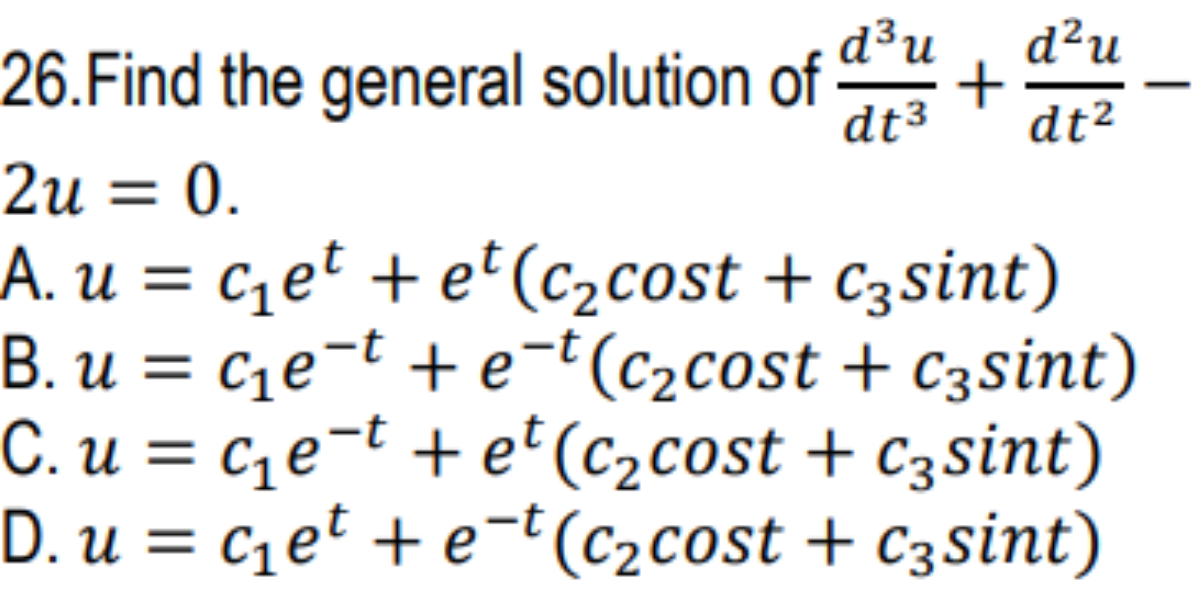 26.Find the general solution of d³u/dt³ + d²u/dt² −
2u = 0.
A. u = c₁eᵗ + eᵗ(c₂cost + c₃sint)
B. u = c₁e⁻ᵗ + e⁻ᵗ(c₂cost + c₃sint)
C. u = c₁e⁻ᵗ + eᵗ(c₂cost + c₃sint)
D. u = c₁eᵗ + e⁻ᵗ(c₂cost + c₃sint)